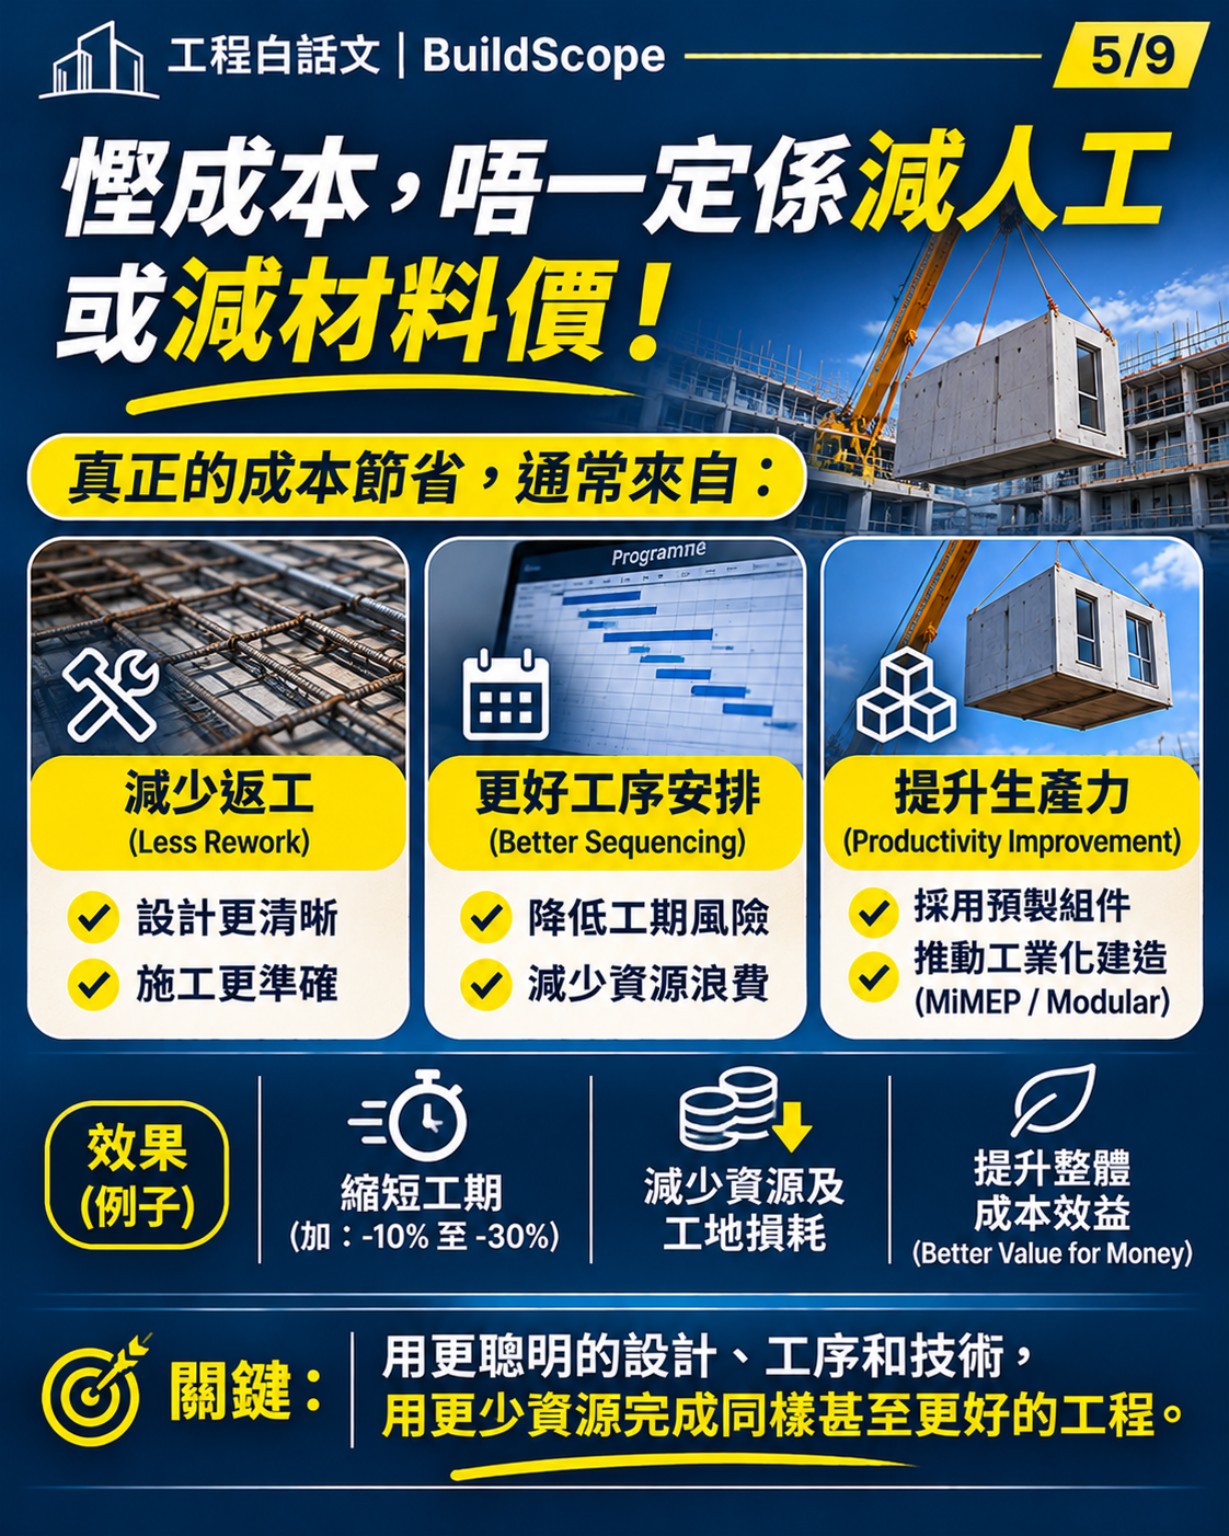 工程白話文 | BuildScope
5/9
慳成本，唔一定係減人工
或減材料價！
真正的成本節省，通常來自：
Programme
減少返工
(Less Rework)
設計更清晰
施工更準確
更好工序安排
(Better Sequencing)
降低工期風險
減少資源浪費
提升生產力
(Productivity Improvement)
採用預製組件
推動工業化建造
(MiMEP / Modular)
效果
(例子)
縮短工期
(加：-10% 至 -30%)
減少資源及
工地損耗
提升整體
成本效益
(Better Value for Money)
關鍵：
用更聰明的設計、工序和技術，
用更少資源完成同樣甚至更好的工程。